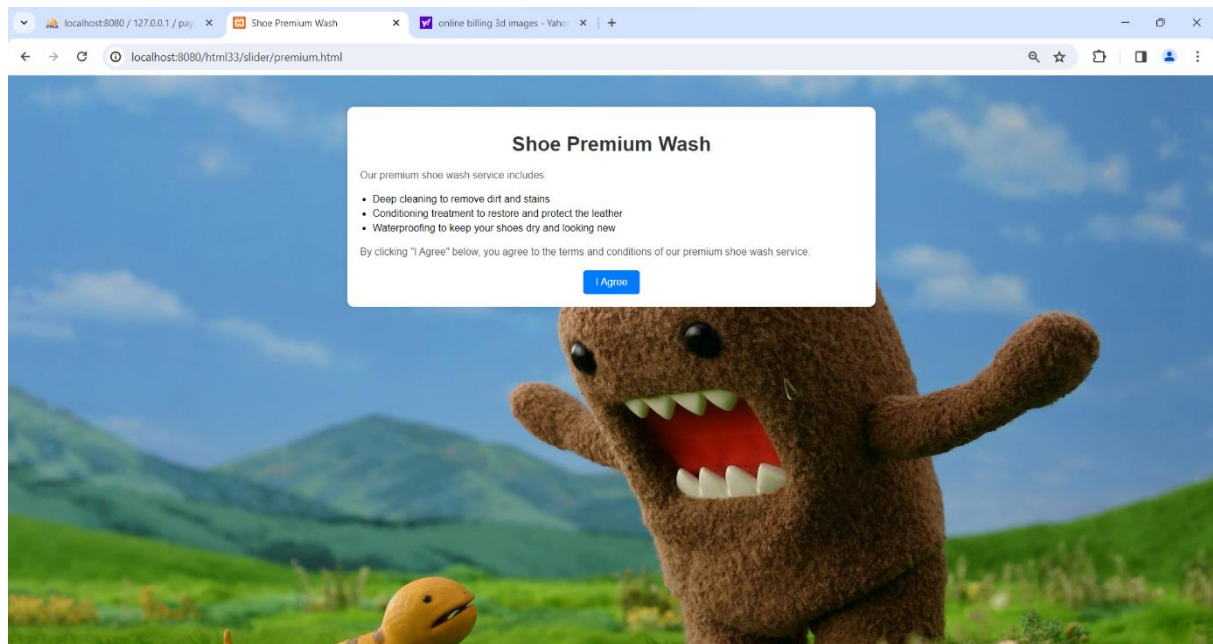 localhost:8080 / 127.0.0.1 / pay
Shoe Premium Wash
online billing 3d images - Yaho
localhost:8080/html33/slider/premium.html
Shoe Premium Wash
Our premium shoe wash service includes:
Deep cleaning to remove dirt and stains
Conditioning treatment to restore and protect the leather
Waterproofing to keep your shoes dry and looking new
By clicking "I Agree" below, you agree to the terms and conditions of our premium shoe wash service.
I Agree